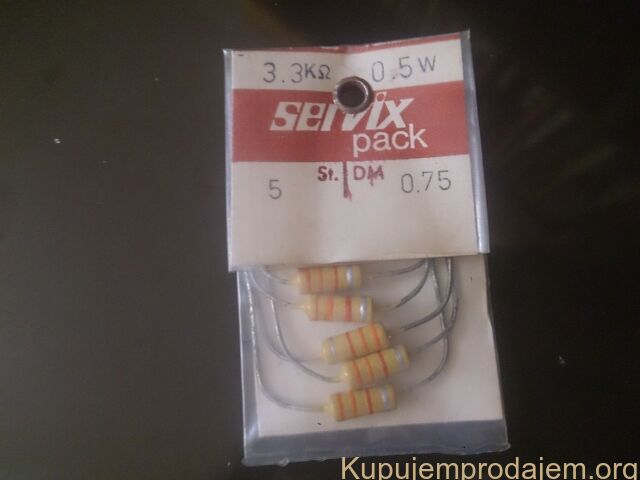 3.3KΩ 0.5W
servix
pack
St. DM
5 0.75
Kupujemprodajem.org